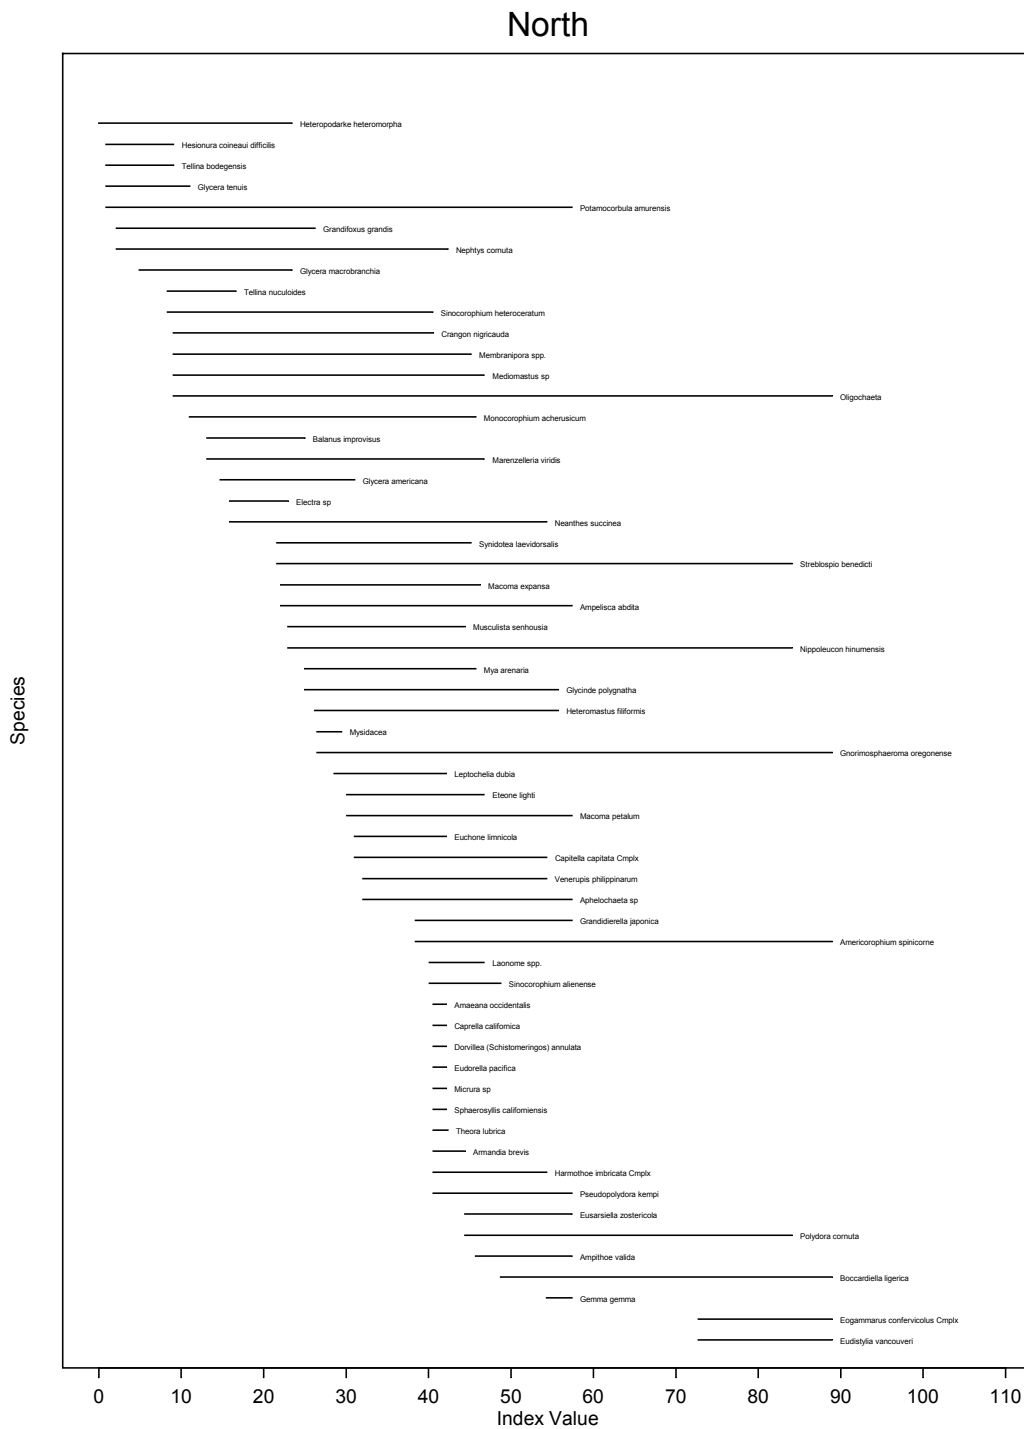 North
Heteropodarke heteromorpha
Hesionura coineaui difficilis
Tellina bodegensis
Glycera tenuis
Potamocorbula amurensis
Grandifoxus grandis
Nephtys cornuta
Glycera macrobranchia
Tellina nuculoides
Sinocorophium heteroceratum
Crangon nigricauda
Membranipora spp.
Mediomastus sp
Oligochaeta
Monocorophium acherusicum
Balanus improvisus
Marenzelleria viridis
Glycera americana
Electra sp
Neanthes succinea
Synidotea laevidorsalis
Streblospio benedicti
Macoma expansa
Ampelisca abdita
Musculista senhousia
Nippoleucon hinumensis
Mya arenaria
Glycinde polygnatha
Heteromastus filiformis
Mysidacea
Gnorimosphaeroma oregonense
Leptochelia dubia
Eteone lighti
Macoma petalum
Euchone limnicola
Capitella capitata Cmplx
Venerupis philippinarum
Aphelochaeta sp
Grandidierella japonica
Americorophium spinicorne
Laonome spp.
Sinocorophium alienense
Amaeana occidentalis
Caprella californica
Dorvillea (Schistomeringos) annulata
Eudorella pacifica
Micrura sp
Sphaerosyllis californiensis
Theora lubrica
Armandia brevis
Harmothoe imbricata Cmplx
Pseudopolydora kempi
Eusarsiella zostericola
Polydora cornuta
Ampithoe valida
Boccardiella ligerica
Gemma gemma
Eogammarus confervicolus Cmplx
Eudistylia vancouveri
Species
0 10 20 30 40 50 60 70 80 90 100 110
Index Value